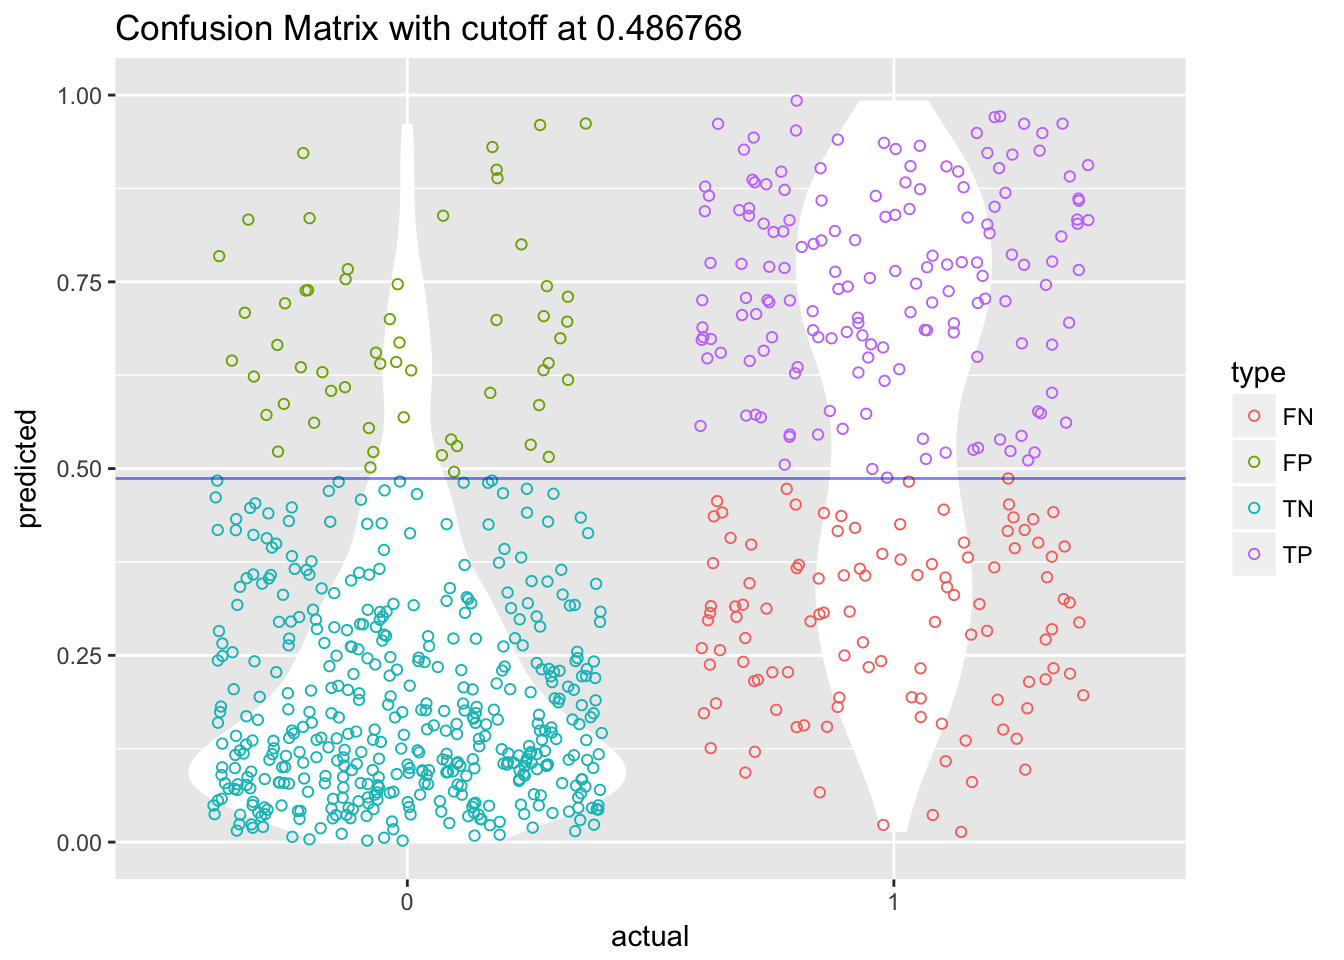 Confusion Matrix with cutoff at 0.486768
1.00
0.75
0.50
0.25
0.00
predicted
0
1
actual
type
FN
FP
TN
TP